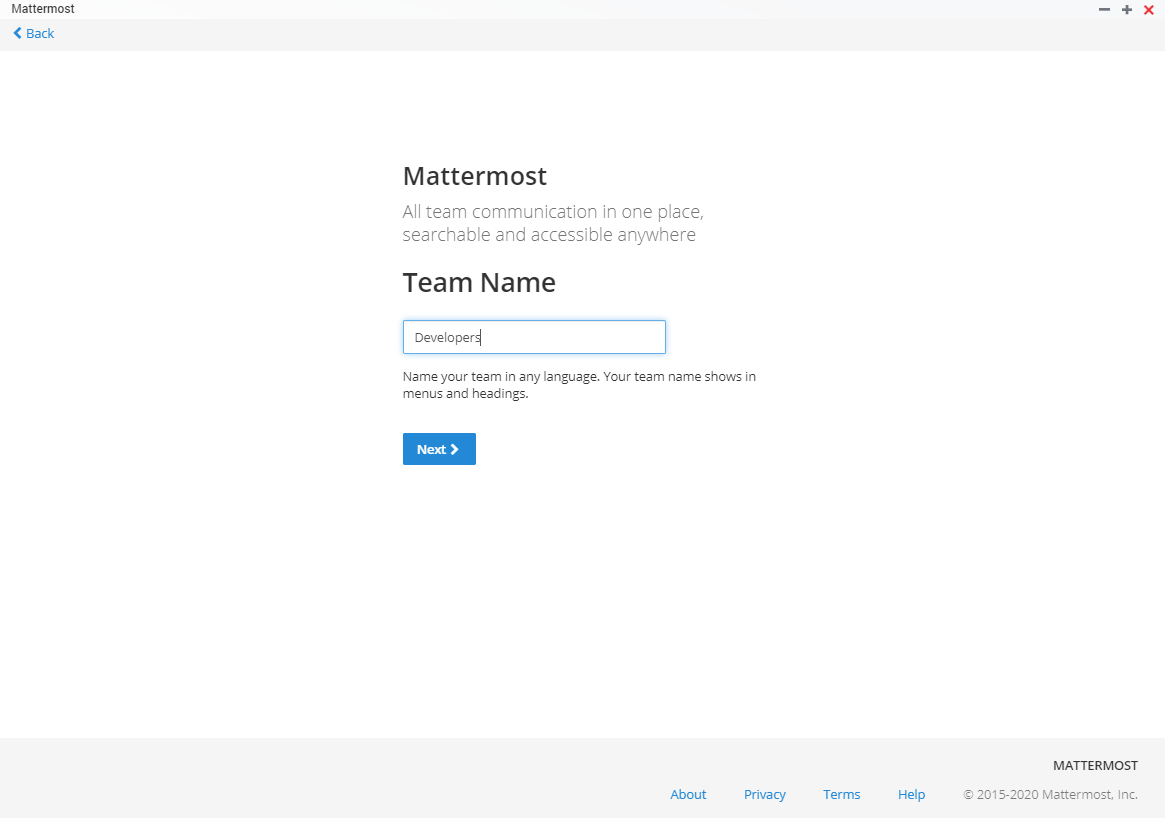 Mattermost
Back
Mattermost
All team communication in one place,
searchable and accessible anywhere
Team Name
Developers
Name your team in any language. Your team name shows in
menus and headings.
Next
MATTERMOST
About Privacy Terms Help © 2015-2020 Mattermost, Inc.